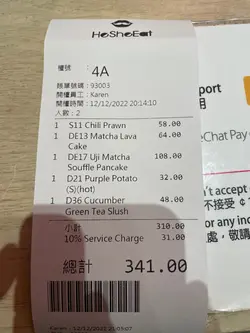 HeShoEat
檯號: 4A
賬單號碼: 93003
開檯員工: Karen
開檯時間: 12/12/2022 20:14:10
人數: 2
1 S11 Chili Prawn 58.00
1 DE13 Matcha Lava 64.00
Cake
1 DE17 Uji Matcha 108.00
Souffle Pancake
1 D21 Purple Potato 32.00
(S)(hot)
1 D36 Cucumber 48.00
Green Tea Slush
小計 310.00
10% Service Charge 31.00
總計 341.00
port
用
eChat Pay
n't accept
不接受
or any
處, 敬請